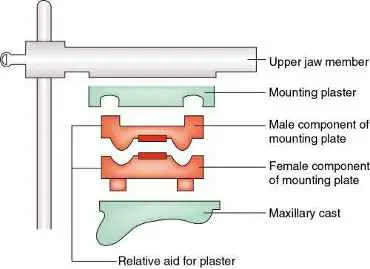 Upper jaw member
Mounting plaster
Male component of
mounting plate
Female component
of mounting plate
Maxillary cast
Relative aid for plaster